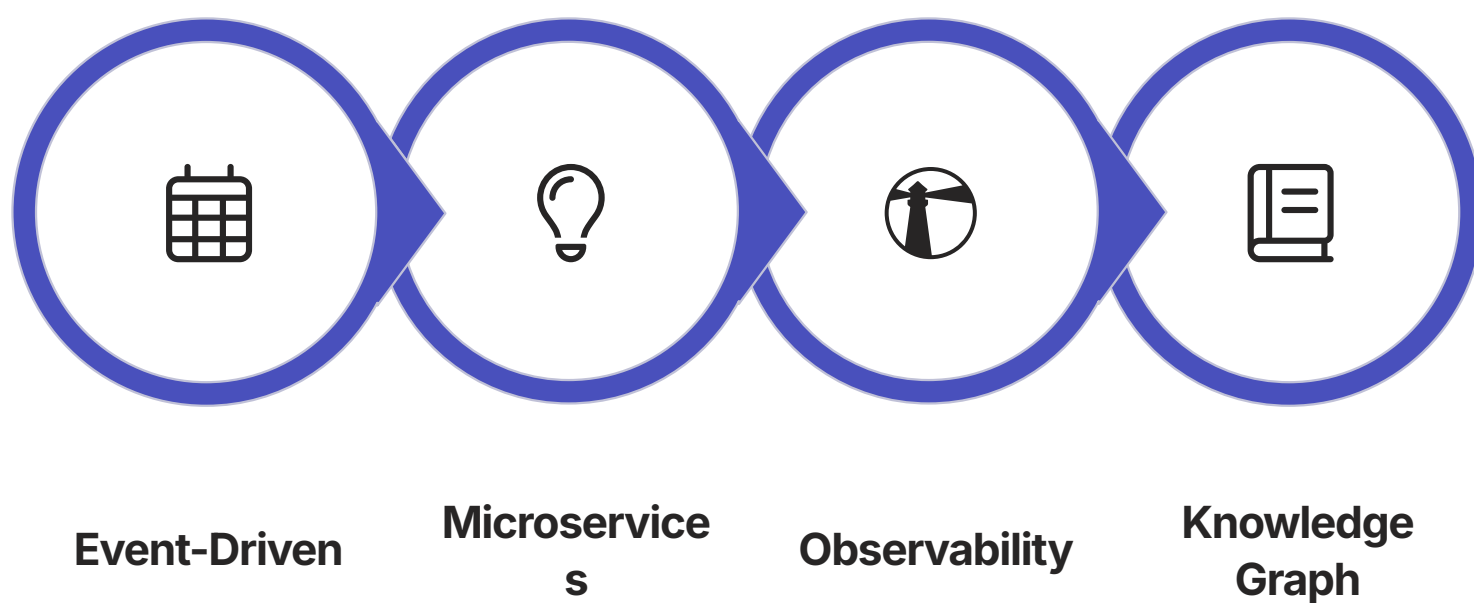 Event-Driven
Microservice
s
Observability
Knowledge
Graph